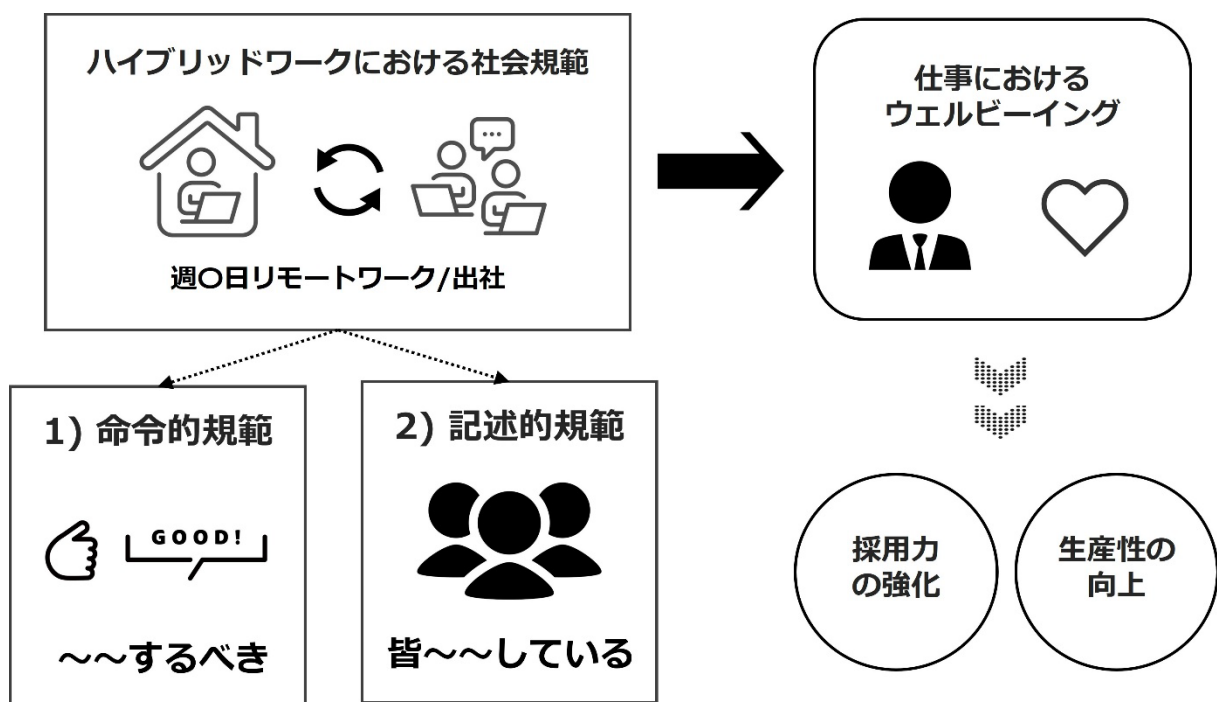 ハイブリッドワークにおける社会規範
週〇日リモートワーク/出社
仕事における
ウェルビーイング
1) 命令的規範
GOOD!
～～するべき
2) 記述的規範
皆～～している
採用力
の強化
生産性の
向上